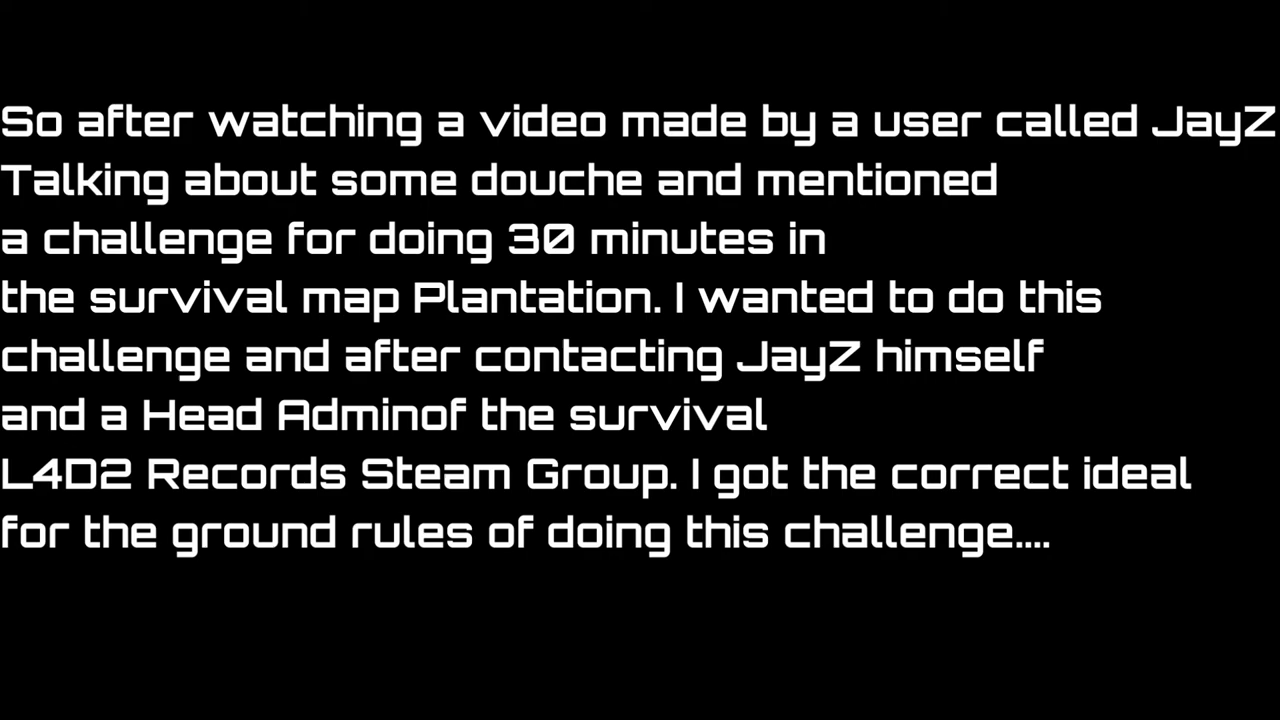 So after watching a video made by a user called JayZ
Talking about some douche and mentioned
a challenge for doing 30 minutes in
the survival map Plantation. I wanted to do this
challenge and after contacting JayZ himself
and a Head Adminof the survival
L4D2 Records Steam Group. I got the correct ideal
for the ground rules of doing this challenge....